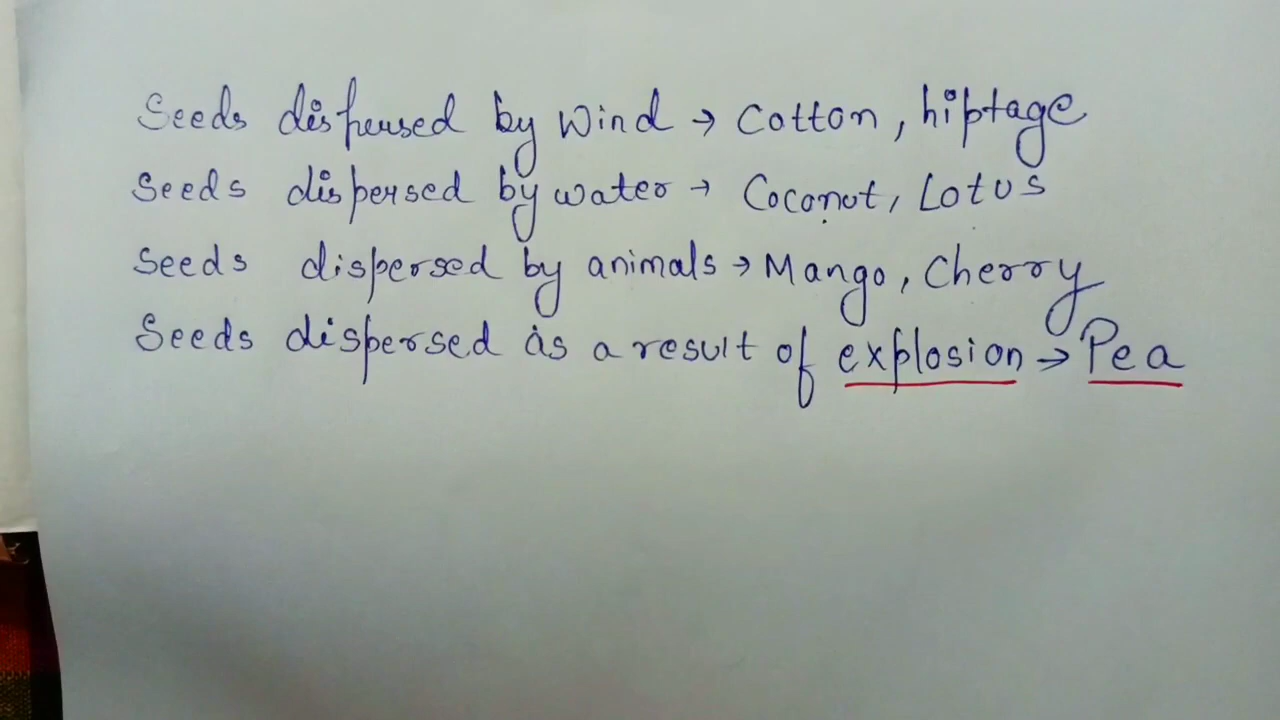 Seeds dispersed by Wind → Cotton, hiptage
Seeds dispersed by water → Coconut, Lotus
Seeds dispersed by animals → Mango, Cherry
Seeds dispersed as a result of explosion → Pea